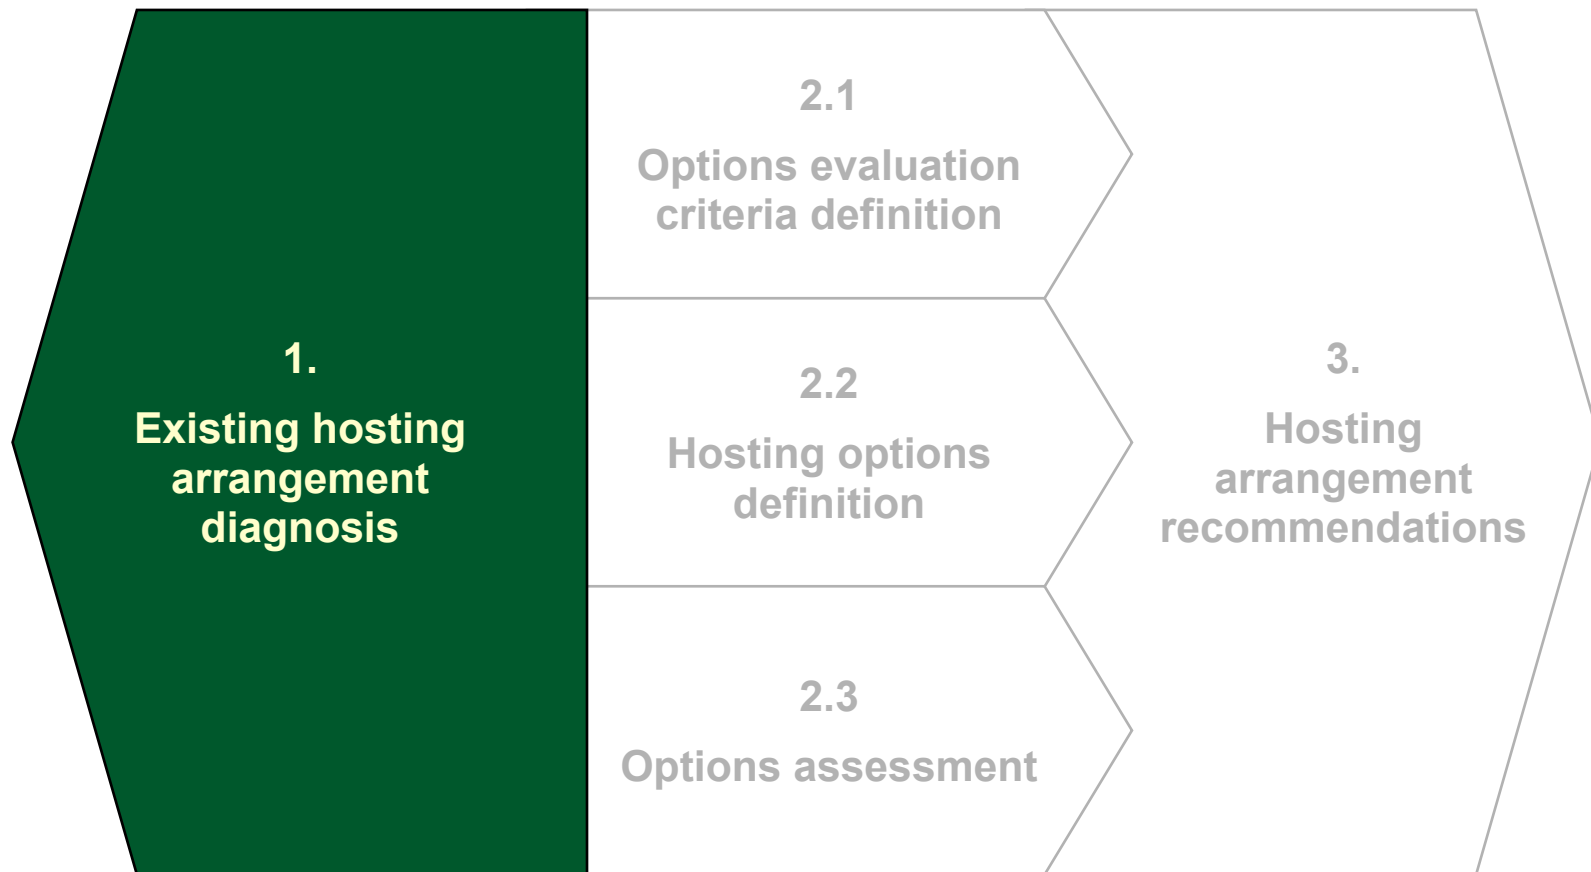 1.
Existing hosting
arrangement
diagnosis
2.1
Options evaluation
criteria definition
2.2
Hosting options
definition
2.3
Options assessment
3.
Hosting
arrangement
recommendations